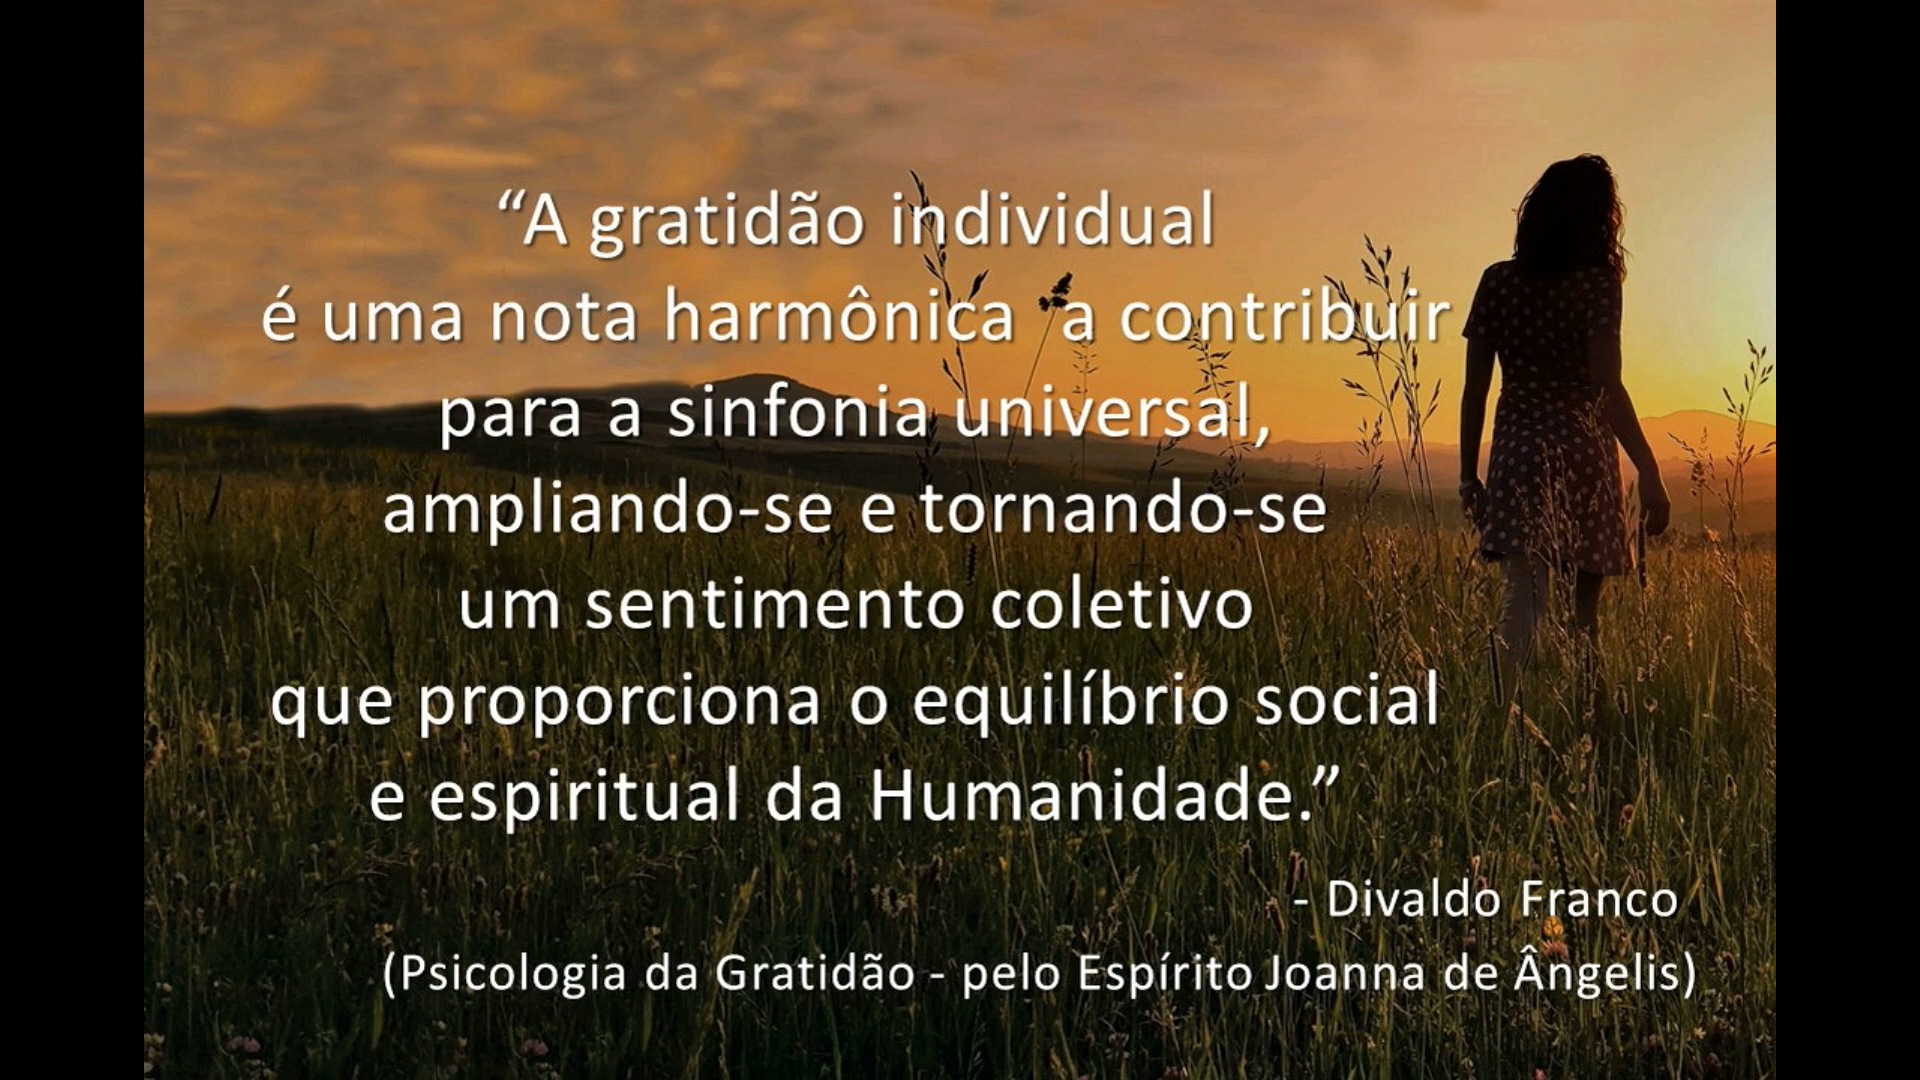 “A gratidão individual
é uma nota harmônica a contribuir
para a sinfonia universal,
ampliando-se e tornando-se
um sentimento coletivo
que proporciona o equilíbrio social
e espiritual da Humanidade.”
- Divaldo Franco
(Psicologia da Gratidão - pelo Espírito Joanna de Ângelis)